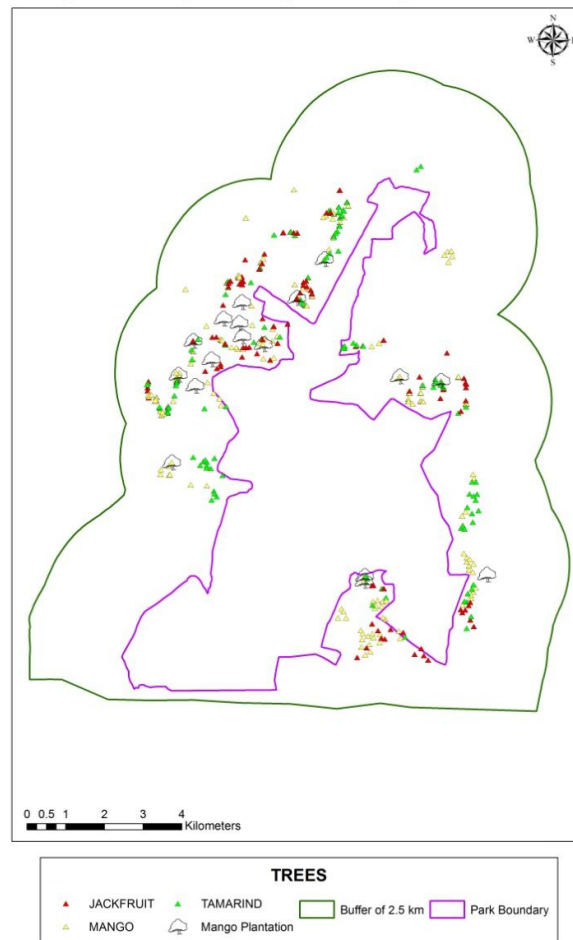 N
W E
S
0 0.5 1 2 3 4
Kilometers
TREES
JACKFRUIT TAMARIND Buffer of 2.5 km Park Boundary
MANGO Mango Plantation